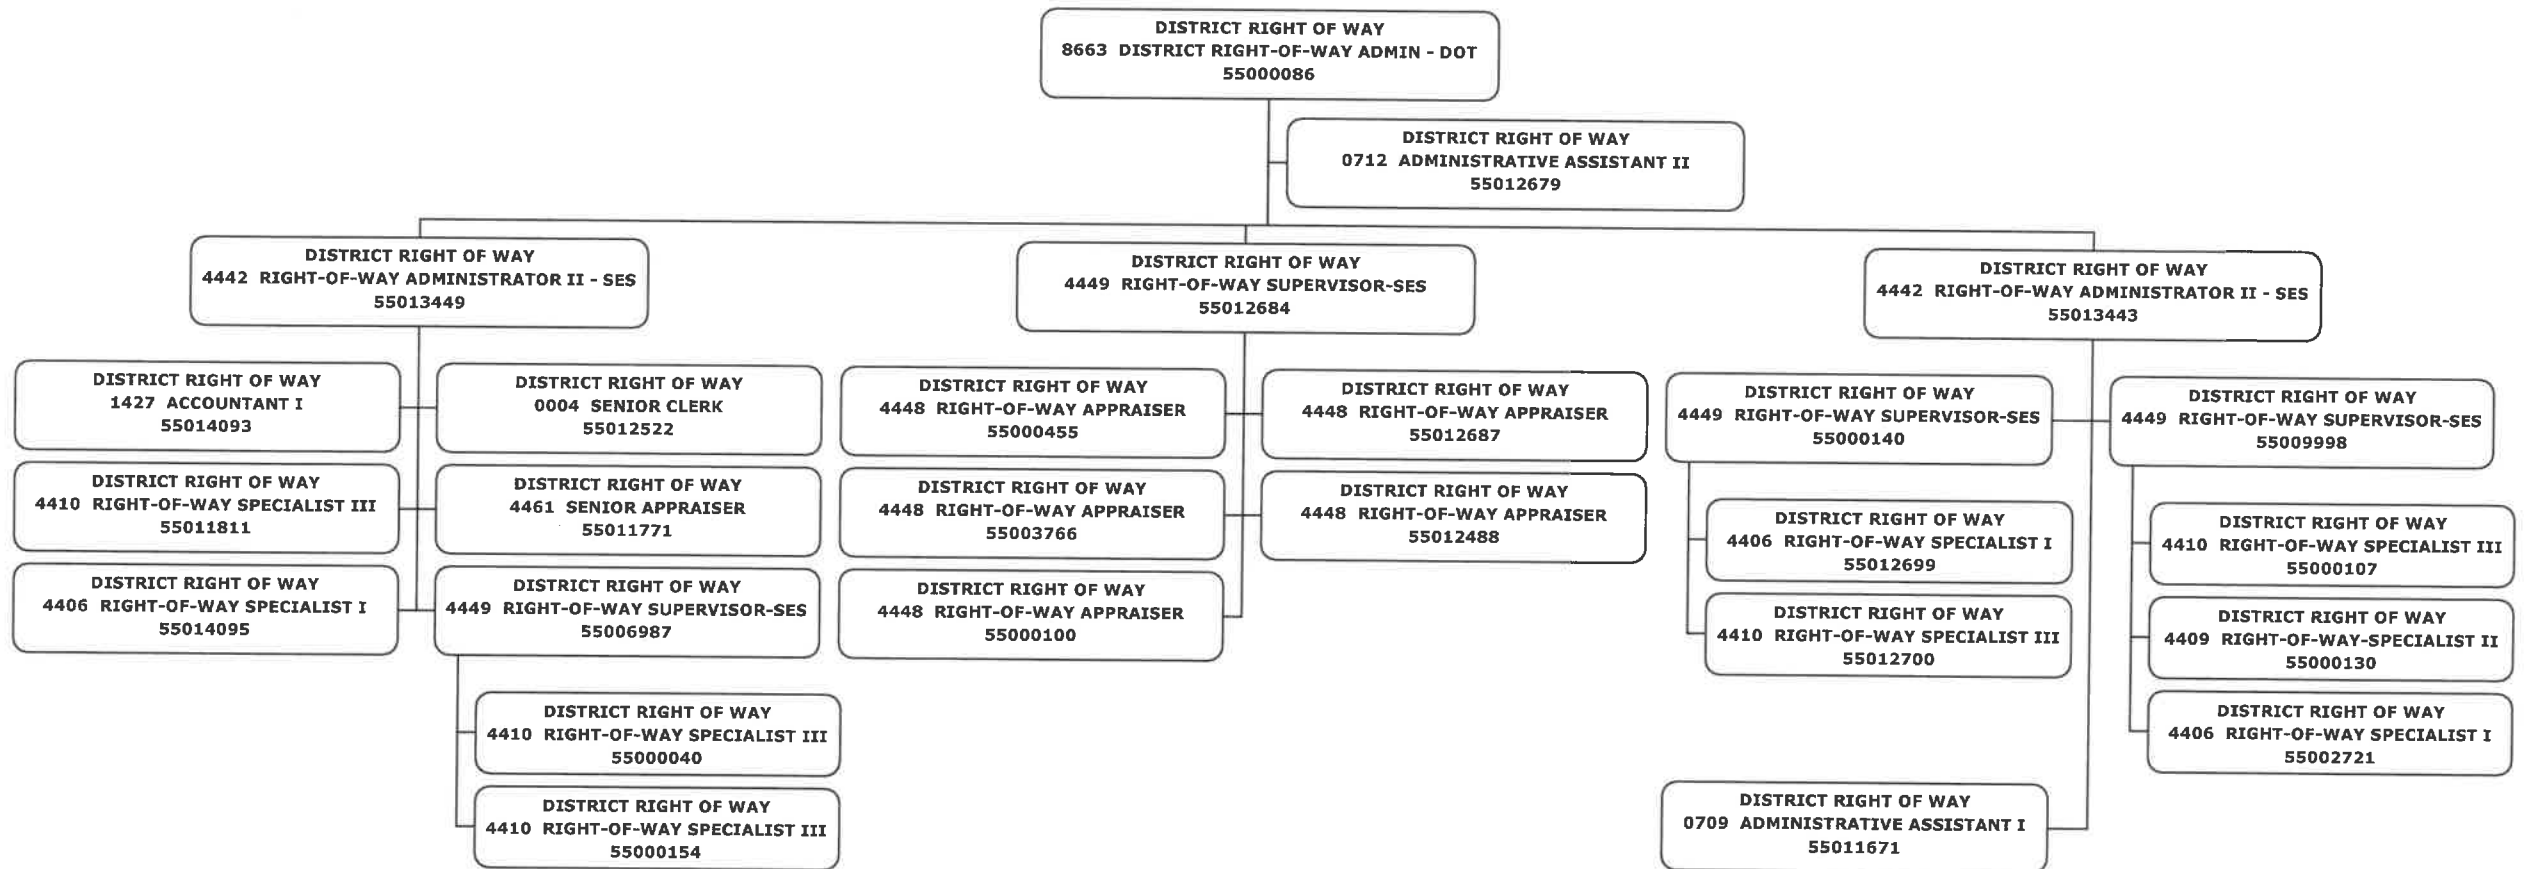 DISTRICT RIGHT OF WAY
8663 DISTRICT RIGHT-OF-WAY ADMIN - DOT
55000086
DISTRICT RIGHT OF WAY
0712 ADMINISTRATIVE ASSISTANT II
55012679
DISTRICT RIGHT OF WAY
4442 RIGHT-OF-WAY ADMINISTRATOR II - SES
55013449
DISTRICT RIGHT OF WAY
1427 ACCOUNTANT I
55014093
DISTRICT RIGHT OF WAY
0004 SENIOR CLERK
55012522
DISTRICT RIGHT OF WAY
4410 RIGHT-OF-WAY SPECIALIST III
55011811
DISTRICT RIGHT OF WAY
4461 SENIOR APPRAISER
55011771
DISTRICT RIGHT OF WAY
4406 RIGHT-OF-WAY SPECIALIST I
55014095
DISTRICT RIGHT OF WAY
4449 RIGHT-OF-WAY SUPERVISOR-SES
55006987
DISTRICT RIGHT OF WAY
4410 RIGHT-OF-WAY SPECIALIST III
55000040
DISTRICT RIGHT OF WAY
4410 RIGHT-OF-WAY SPECIALIST III
55000154
DISTRICT RIGHT OF WAY
4449 RIGHT-OF-WAY SUPERVISOR-SES
55012684
DISTRICT RIGHT OF WAY
4448 RIGHT-OF-WAY APPRAISER
55000455
DISTRICT RIGHT OF WAY
4448 RIGHT-OF-WAY APPRAISER
55012687
DISTRICT RIGHT OF WAY
4448 RIGHT-OF-WAY APPRAISER
55003766
DISTRICT RIGHT OF WAY
4448 RIGHT-OF-WAY APPRAISER
55012488
DISTRICT RIGHT OF WAY
4448 RIGHT-OF-WAY APPRAISER
55000100
DISTRICT RIGHT OF WAY
4442 RIGHT-OF-WAY ADMINISTRATOR II - SES
55013443
DISTRICT RIGHT OF WAY
4449 RIGHT-OF-WAY SUPERVISOR-SES
55000140
DISTRICT RIGHT OF WAY
4406 RIGHT-OF-WAY SPECIALIST I
55012699
DISTRICT RIGHT OF WAY
4410 RIGHT-OF-WAY SPECIALIST III
55012700
DISTRICT RIGHT OF WAY
4449 RIGHT-OF-WAY SUPERVISOR-SES
55009998
DISTRICT RIGHT OF WAY
4410 RIGHT-OF-WAY SPECIALIST III
55000107
DISTRICT RIGHT OF WAY
4409 RIGHT-OF-WAY-SPECIALIST II
55000130
DISTRICT RIGHT OF WAY
4406 RIGHT-OF-WAY SPECIALIST I
55002721
DISTRICT RIGHT OF WAY
0709 ADMINISTRATIVE ASSISTANT I
55011671